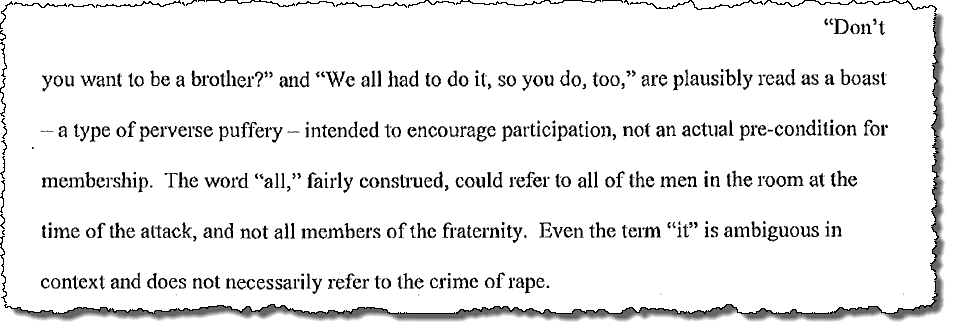 “Don’t
you want to be a brother?” and “We all had to do it, so you do, too,” are plausibly read as a boast
– a type of perverse puffery – intended to encourage participation, not an actual pre-condition for
membership. The word “all,” fairly construed, could refer to all of the men in the room at the
time of the attack, and not all members of the fraternity. Even the term “it” is ambiguous in
context and does not necessarily refer to the crime of rape.